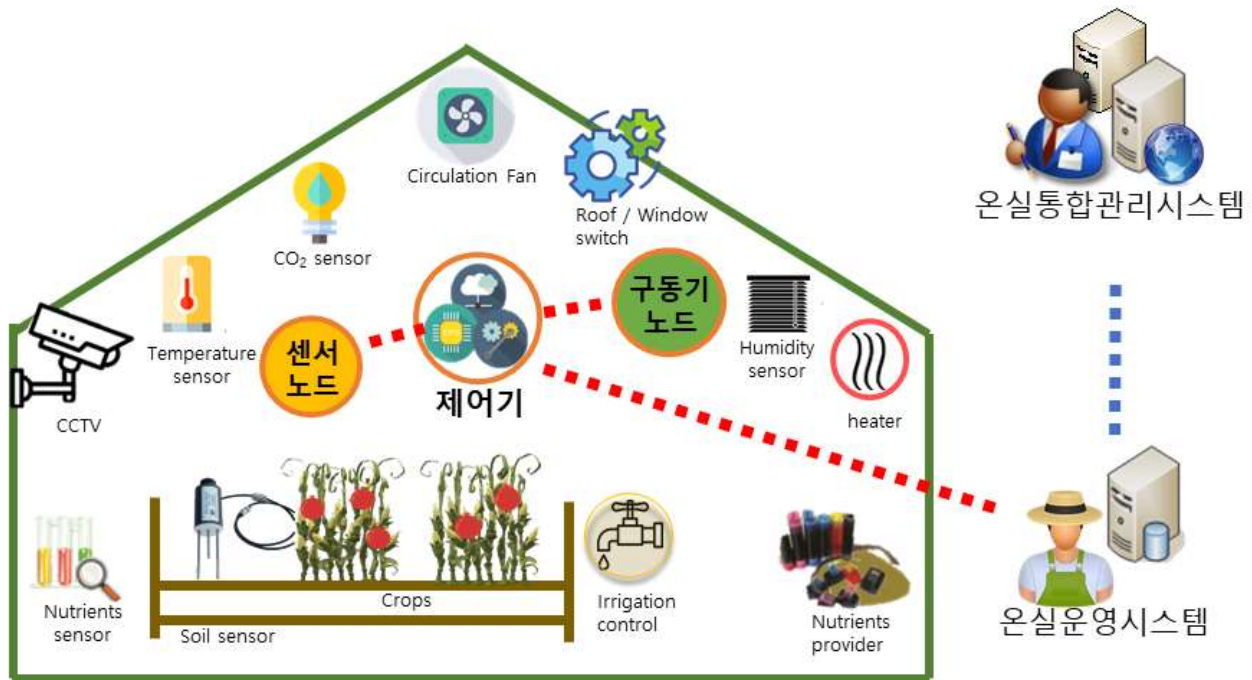 Circulation Fan
Roof / Window
switch
CO₂ sensor
온실통합관리시스템
Temperature
sensor
센서
노드
제어기
구동기
노드
Humidity
sensor
heater
CCTV
Nutrients
sensor
Soil sensor
Crops
Irrigation
control
Nutrients
provider
온실운영시스템